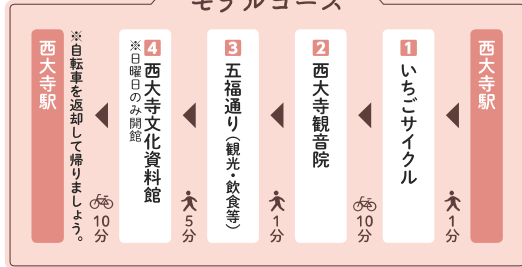 モデルコース
西大寺駅
1分
1 いちごサイクル
10分
2 西大寺観音院
1分
3 五福通り(観光・飲食等)
5分
4 西大寺文化資料館
※日曜日のみ開館
10分
※自転車を返却して帰りましょう。
西大寺駅